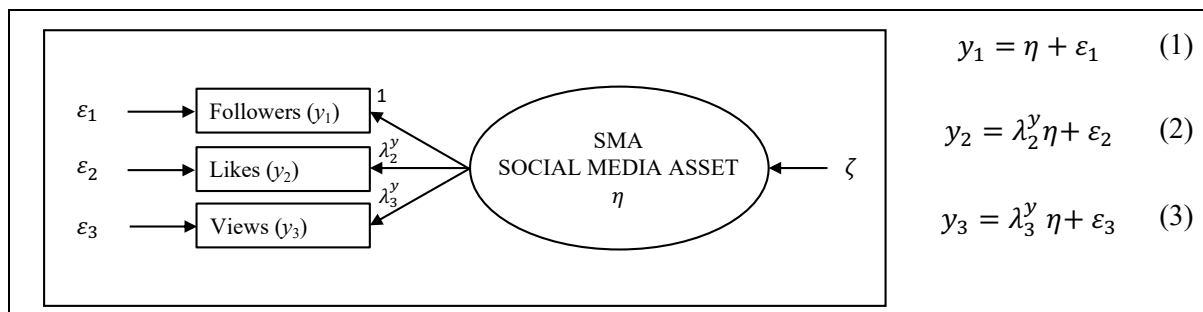 ε₁
Followers (y₁)
1
ε₂
Likes (y₂)
λ₂ʸ
ε₃
Views (y₃)
λ₃ʸ
SMA
SOCIAL MEDIA ASSET
η
ζ
y₁ = η + ε₁ (1)
y₂ = λ₂ʸη + ε₂ (2)
y₃ = λ₃ʸ η + ε₃ (3)